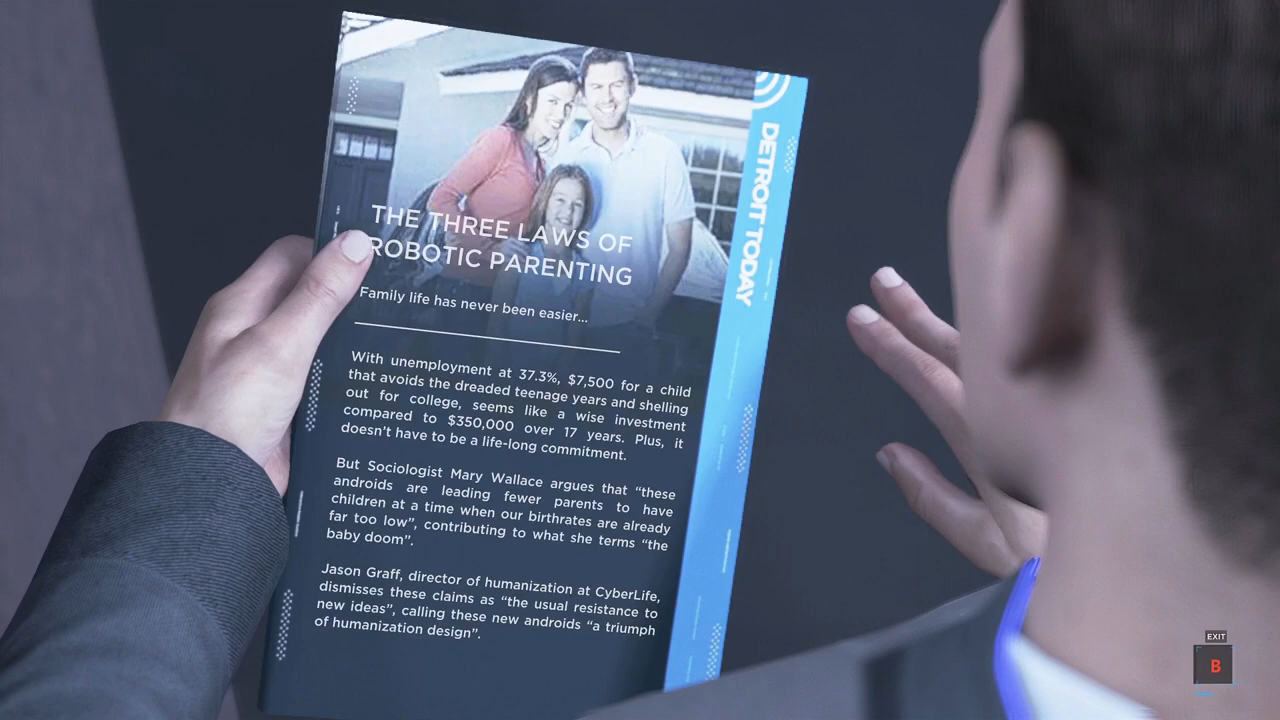 THE THREE LAWS OF
ROBOTIC PARENTING
Family life has never been easier...
With unemployment at 37.3%, $7,500 for a child
that avoids the dreaded teenage years and shelling
out for college, seems like a wise investment
compared to $350,000 over 17 years. Plus, it
doesn't have to be a life-long commitment.
But Sociologist Mary Wallace argues that “these
androids are leading fewer parents to have
children at a time when our birthrates are already
far too low”, contributing to what she terms “the
baby doom”.
Jason Graff, director of humanization at CyberLife,
dismisses these claims as “the usual resistance to
new ideas”, calling these new androids “a triumph
of humanization design”.
DETROIT TODAY
EXIT
B